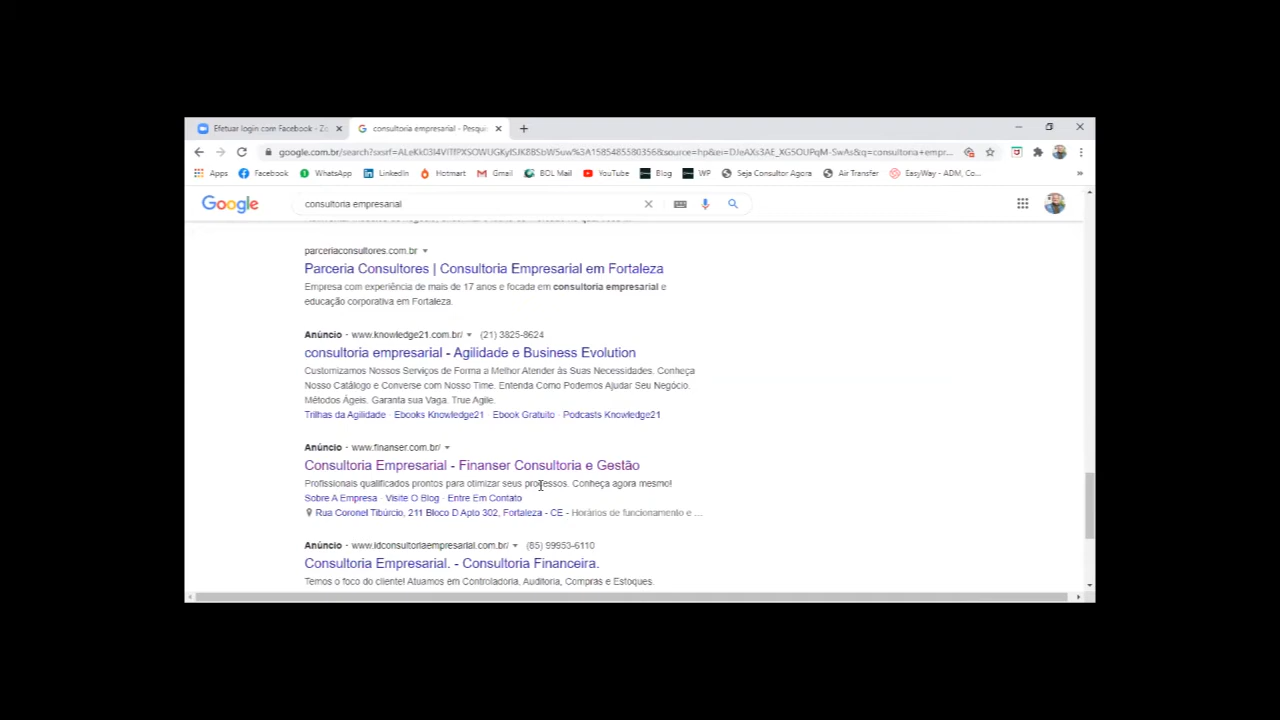 Efetuar login com Facebook - Zo
consultoria empresarial - Pesqui
Apps Facebook WhatsApp LinkedIn Hotmart Gmail BOL Mail YouTube Blog WP Seja Consultor Agora Air Transfer EasyWay - ADM, Co... »
Google consultoria empresarial
parceriaconsultores.com.br
Parceria Consultores | Consultoria Empresarial em Fortaleza
Empresa com experiência de mais de 17 anos e focada em consultoria empresarial e
educação corporativa em Fortaleza.
Anúncio - www.knowledge21.com.br/ (21) 3825-8624
consultoria empresarial - Agilidade e Business Evolution
Customizamos Nossos Serviços de Forma a Melhor Atender às Suas Necessidades. Conheça
Nosso Catálogo e Converse com Nosso Time. Entenda Como Podemos Ajudar Seu Negócio.
Métodos Ágeis. Garanta sua Vaga. True Agile.
Trilhas da Agilidade · Ebooks Knowledge21 · Ebook Gratuito · Podcasts Knowledge21
Anúncio - www.finanser.com.br/
Consultoria Empresarial - Finanser Consultoria e Gestão
Profissionais qualificados prontos para otimizar seus processos. Conheça agora mesmo!
Sobre A Empresa · Visite O Blog · Entre Em Contato
Rua Coronel Tibúrcio, 211 Bloco D Apto 302, Fortaleza - CE - Horários de funcionamento e ...
Anúncio - www.idconsultoriaempresarial.com.br/ (85) 99953-6110
Consultoria Empresarial. - Consultoria Financeira.
Temos o foco do cliente! Atuamos em Controladoria, Auditoria, Compras e Estoques.